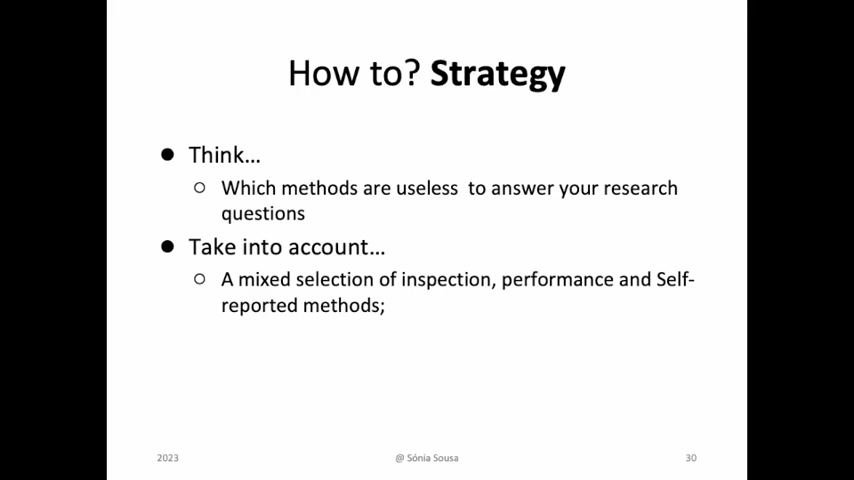 How to? Strategy
● Think…
○ Which methods are useless  to answer your research
questions
● Take into account…
○ A mixed selection of inspection, performance and Self-
reported methods;
2023
@ Sónia Sousa
30